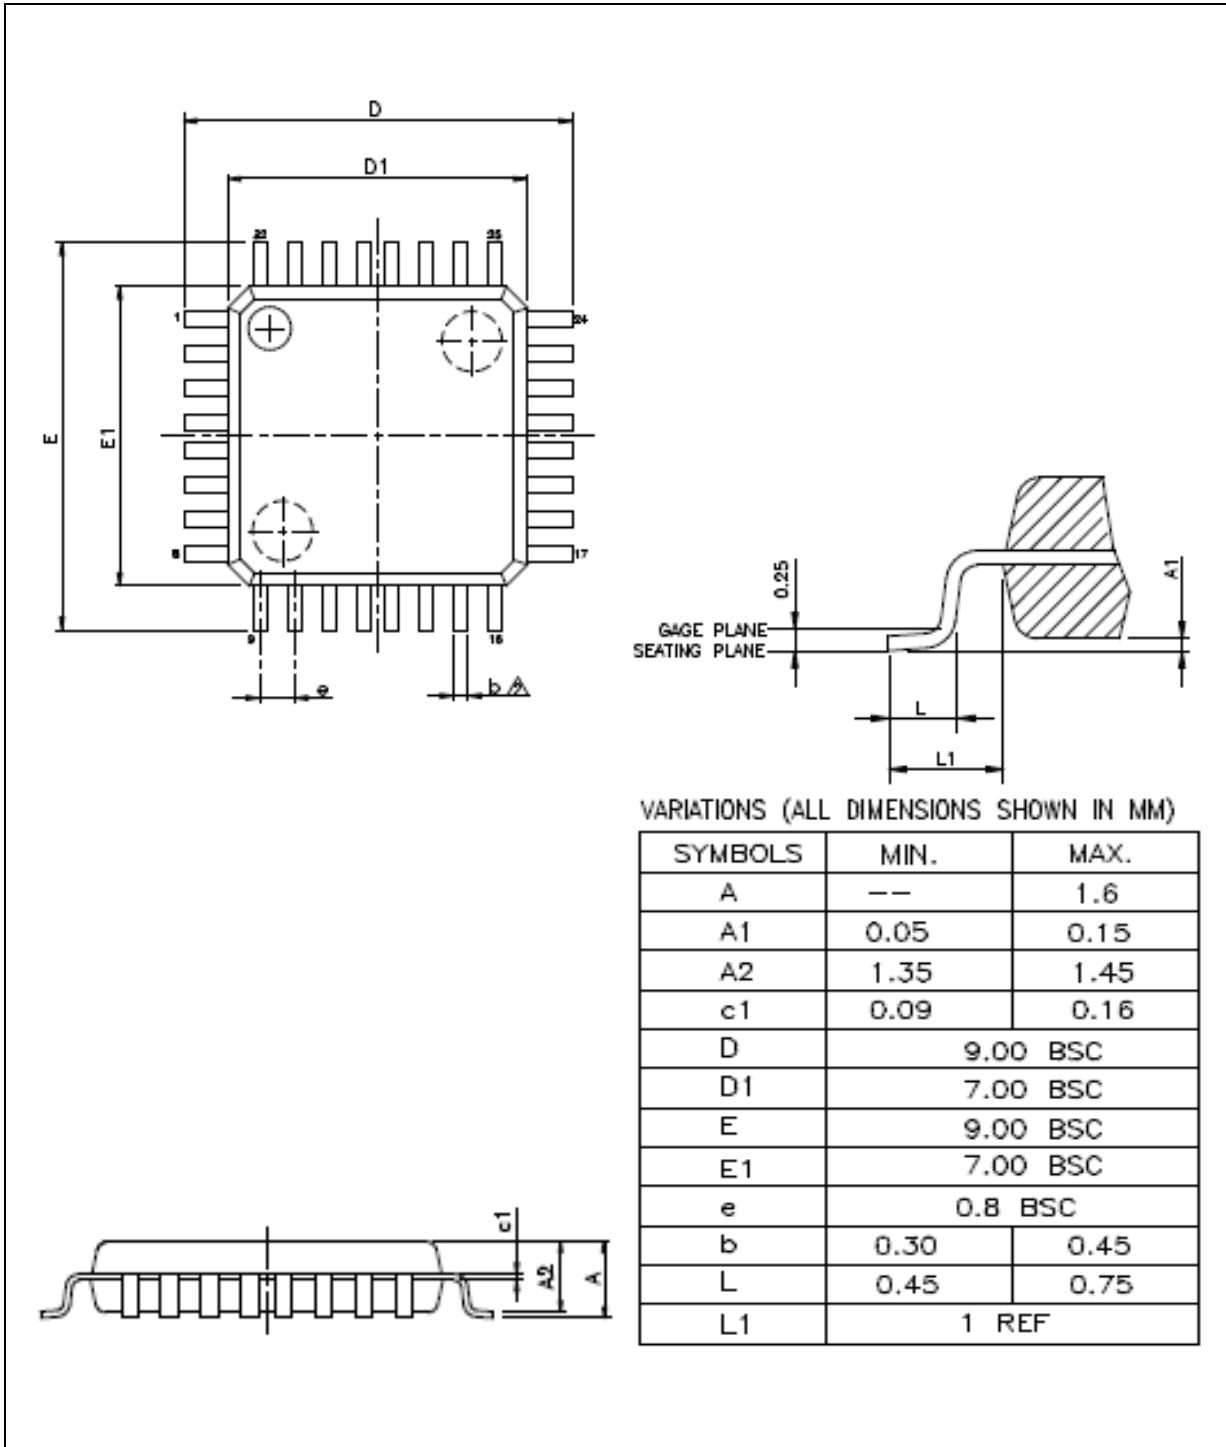 D
D1
25
1
24
E
E1
17
9
16
e
b
0.25
A1
GAGE PLANE
SEATING PLANE
L
L1
VARIATIONS (ALL DIMENSIONS SHOWN IN MM)
SYMBOLS MIN. MAX.
A -- 1.6
A1 0.05 0.15
A2 1.35 1.45
c1 0.09 0.16
D 9.00 BSC
D1 7.00 BSC
E 9.00 BSC
E1 7.00 BSC
e 0.8 BSC
b 0.30 0.45
L 0.45 0.75
L1 1 REF
c1
A2
A